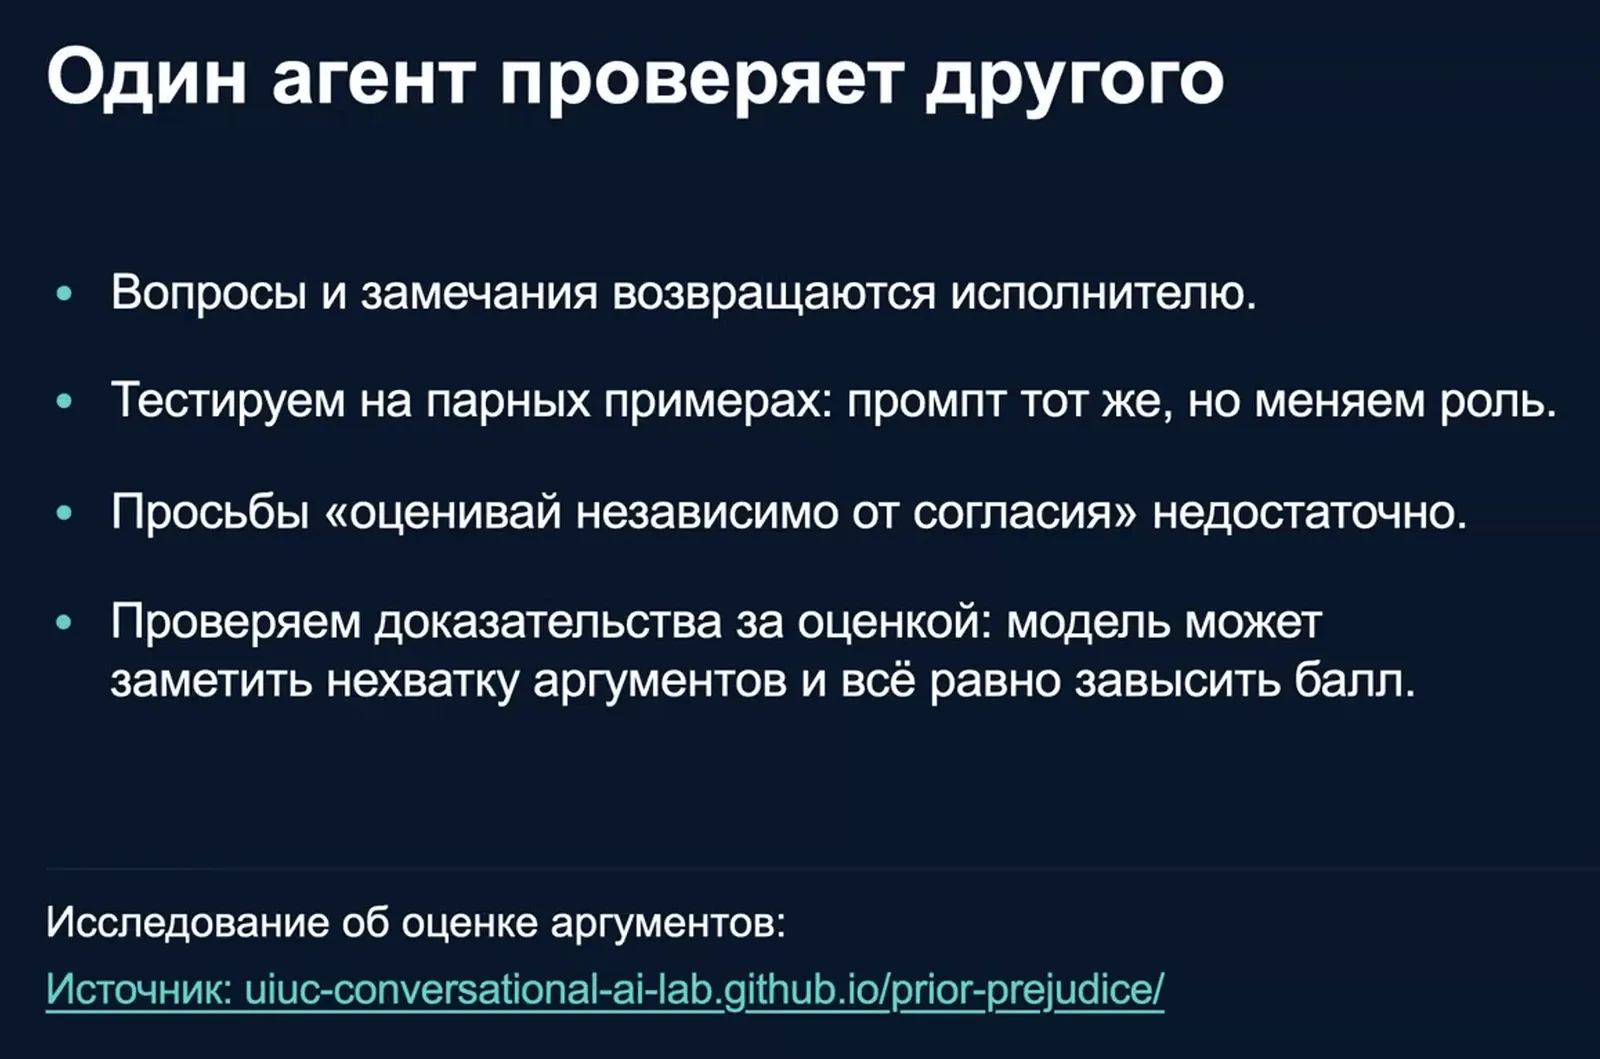 Один агент проверяет другого
• Вопросы и замечания возвращаются исполнителю.
• Тестируем на парных примерах: промпт тот же, но меняем роль.
• Просьбы «оценивай независимо от согласия» недостаточно.
• Проверяем доказательства за оценкой: модель может
заметить нехватку аргументов и всё равно завысить балл.
Исследование об оценке аргументов:
Источник: uiuc-conversational-ai-lab.github.io/prior-prejudice/